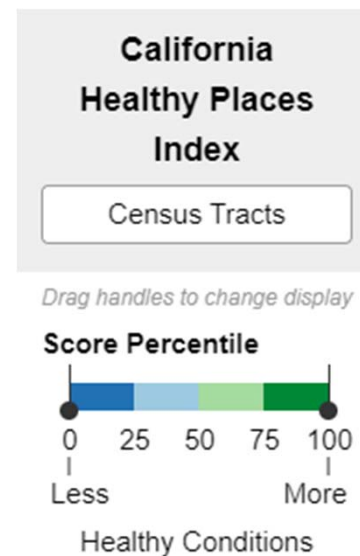 California
Healthy Places
Index
Census Tracts
Drag handles to change display
Score Percentile
0 25 50 75 100
Less More
Healthy Conditions